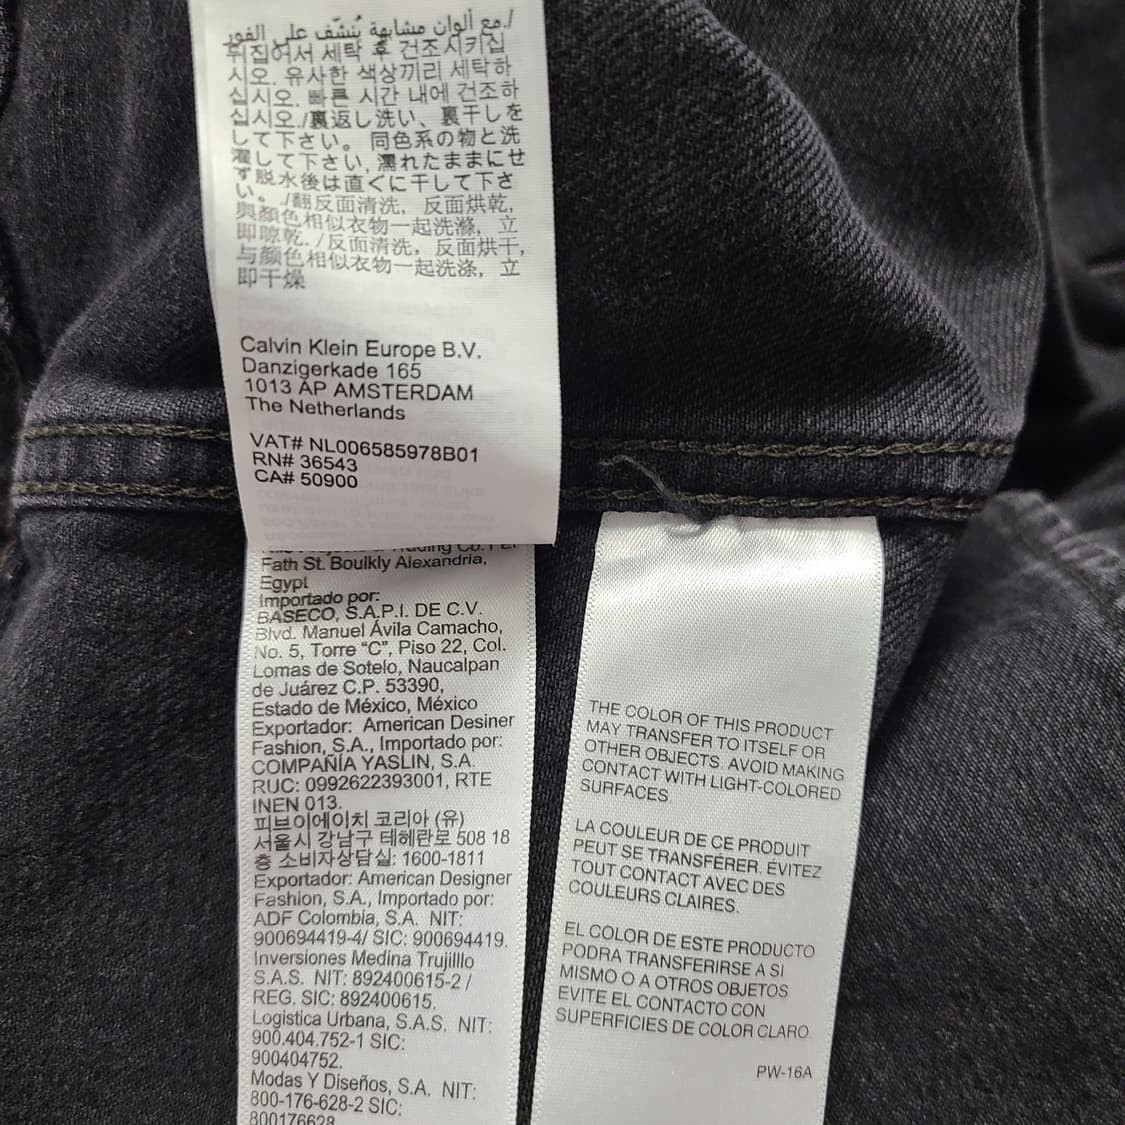 مع ألوان مشابهة يُنشّف على الفور./
뒤집어서 세탁 후 건조시키십
시오. 유사한 색상끼리 세탁하
십시오. 빠른 시간 내에 건조하
십시오./裏返し洗い、裏干しを
して下さい。 同色系の物と洗
濯して下さい, 濡れたままにせ
ず脱水後は直ぐに干して下さ
い。./翻反面清洗, 反面烘乾,
與顏色相似衣物一起洗滌, 立
即晾乾. /反面清洗, 反面烘干,
与颜色相似衣物一起洗涤, 立
即干燥
Calvin Klein Europe B.V.
Danzigerkade 165
1013 AP AMSTERDAM
The Netherlands
VAT# NL006585978B01
RN# 36543
CA# 50900
Trading Co.1 El
Fath St. Boulkly Alexandria,
Egypt
Importado por:
BASECO, S.A.P.I. DE C.V.
Blvd. Manuel Ávila Camacho,
No. 5, Torre “C”, Piso 22, Col.
Lomas de Sotelo, Naucalpan
de Juárez C.P. 53390,
Estado de México, México
Exportador: American Desiner
Fashion, S.A., Importado por:
COMPAÑÍA YASLIN, S.A.
RUC: 0992622393001, RTE
INEN 013.
피브이에이치 코리아 (유)
서울시 강남구 테헤란로 508 18
층 소비자상담실: 1600-1811
Exportador: American Designer
Fashion, S.A., Importado por:
ADF Colombia, S.A. NIT:
900694419-4/ SIC: 900694419.
Inversiones Medina Trujilllo
S.A.S. NIT: 892400615-2 /
REG. SIC: 892400615.
Logistica Urbana, S.A.S. NIT:
900.404.752-1 SIC:
900404752.
Modas Y Diseños, S.A. NIT:
800-176-628-2 SIC:
800176628
THE COLOR OF THIS PRODUCT
MAY TRANSFER TO ITSELF OR
OTHER OBJECTS. AVOID MAKING
CONTACT WITH LIGHT-COLORED
SURFACES.
LA COULEUR DE CE PRODUIT
PEUT SE TRANSFÉRER. ÉVITEZ
TOUT CONTACT AVEC DES
COULEURS CLAIRES.
EL COLOR DE ESTE PRODUCTO
PODRA TRANSFERIRSE A SI
MISMO O A OTROS OBJETOS
EVITE EL CONTACTO CON
SUPERFICIES DE COLOR CLARO
PW-16A